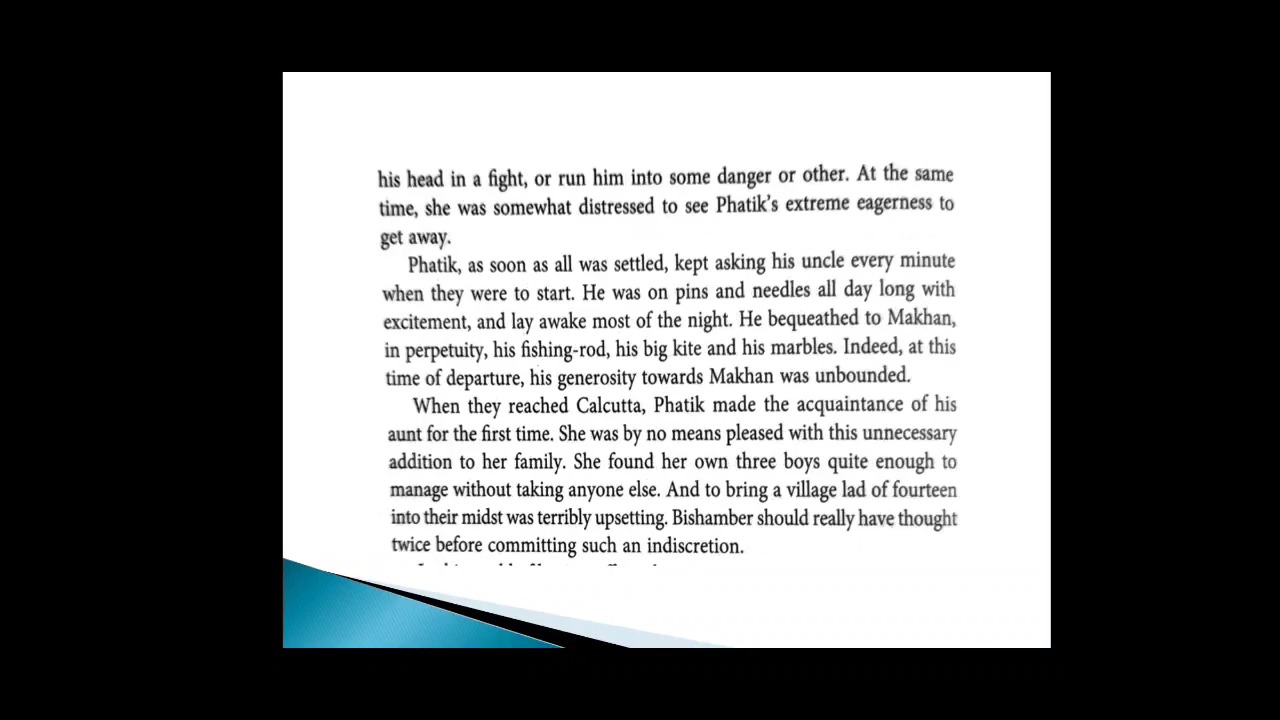 his head in a fight, or run him into some danger or other. At the same
time, she was somewhat distressed to see Phatik's extreme eagerness to
get away.
Phatik, as soon as all was settled, kept asking his uncle every minute
when they were to start. He was on pins and needles all day long with
excitement, and lay awake most of the night. He bequeathed to Makhan,
in perpetuity, his fishing-rod, his big kite and his marbles. Indeed, at this
time of departure, his generosity towards Makhan was unbounded.
When they reached Calcutta, Phatik made the acquaintance of his
aunt for the first time. She was by no means pleased with this unnecessary
addition to her family. She found her own three boys quite enough to
manage without taking anyone else. And to bring a village lad of fourteen
into their midst was terribly upsetting. Bishamber should really have thought
twice before committing such an indiscretion.